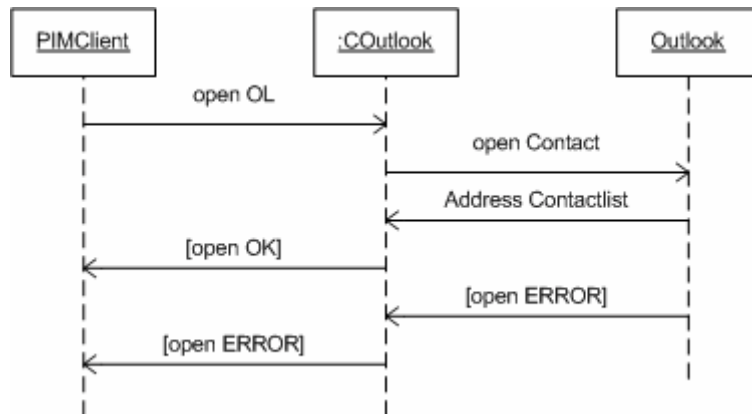 PIMClient
:COutlook
Outlook
open OL
open Contact
Address Contactlist
[open OK]
[open ERROR]
[open ERROR]